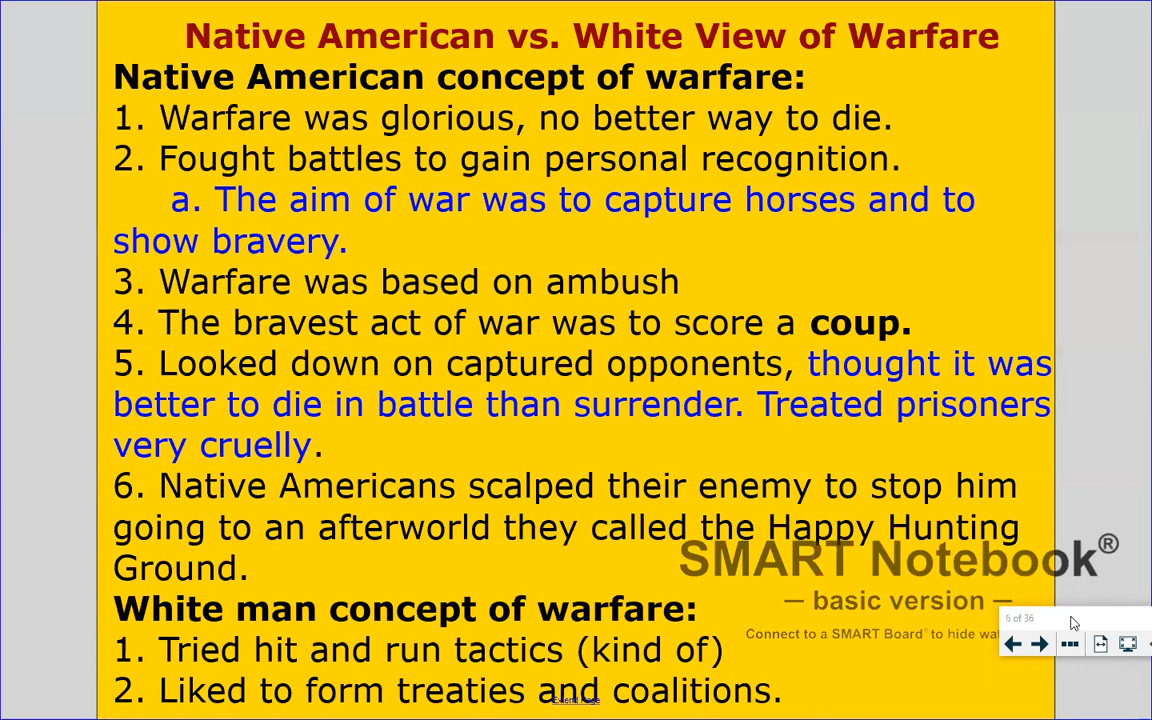 Native American vs. White View of Warfare
Native American concept of warfare:
1. Warfare was glorious, no better way to die.
2. Fought battles to gain personal recognition.
a. The aim of war was to capture horses and to
show bravery.
3. Warfare was based on ambush
4. The bravest act of war was to score a coup.
5. Looked down on captured opponents, thought it was
better to die in battle than surrender. Treated prisoners
very cruelly.
6. Native Americans scalped their enemy to stop him
going to an afterworld they called the Happy Hunting
Ground.
SMART Notebook®
— basic version —
White man concept of warfare:
6 of 36
Connect to a SMART Board® to hide
1. Tried hit and run tactics (kind of)
2. Liked to form treaties and coalitions.
Extend Page